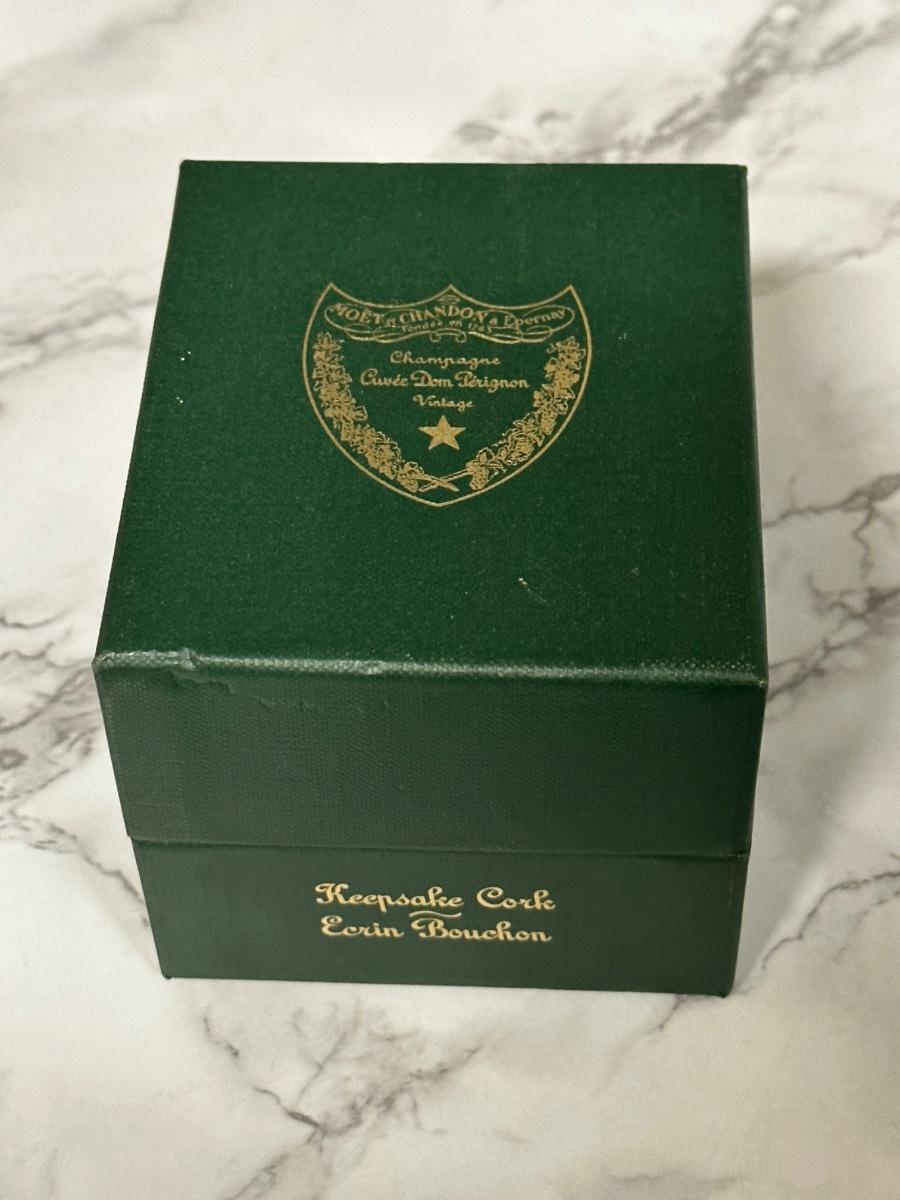 MOËT & CHANDON à Epernay
Fondée en 1743
Champagne
Cuvée Dom Pérignon
Vintage
Keepsake Cork
Ecrin Bouchon